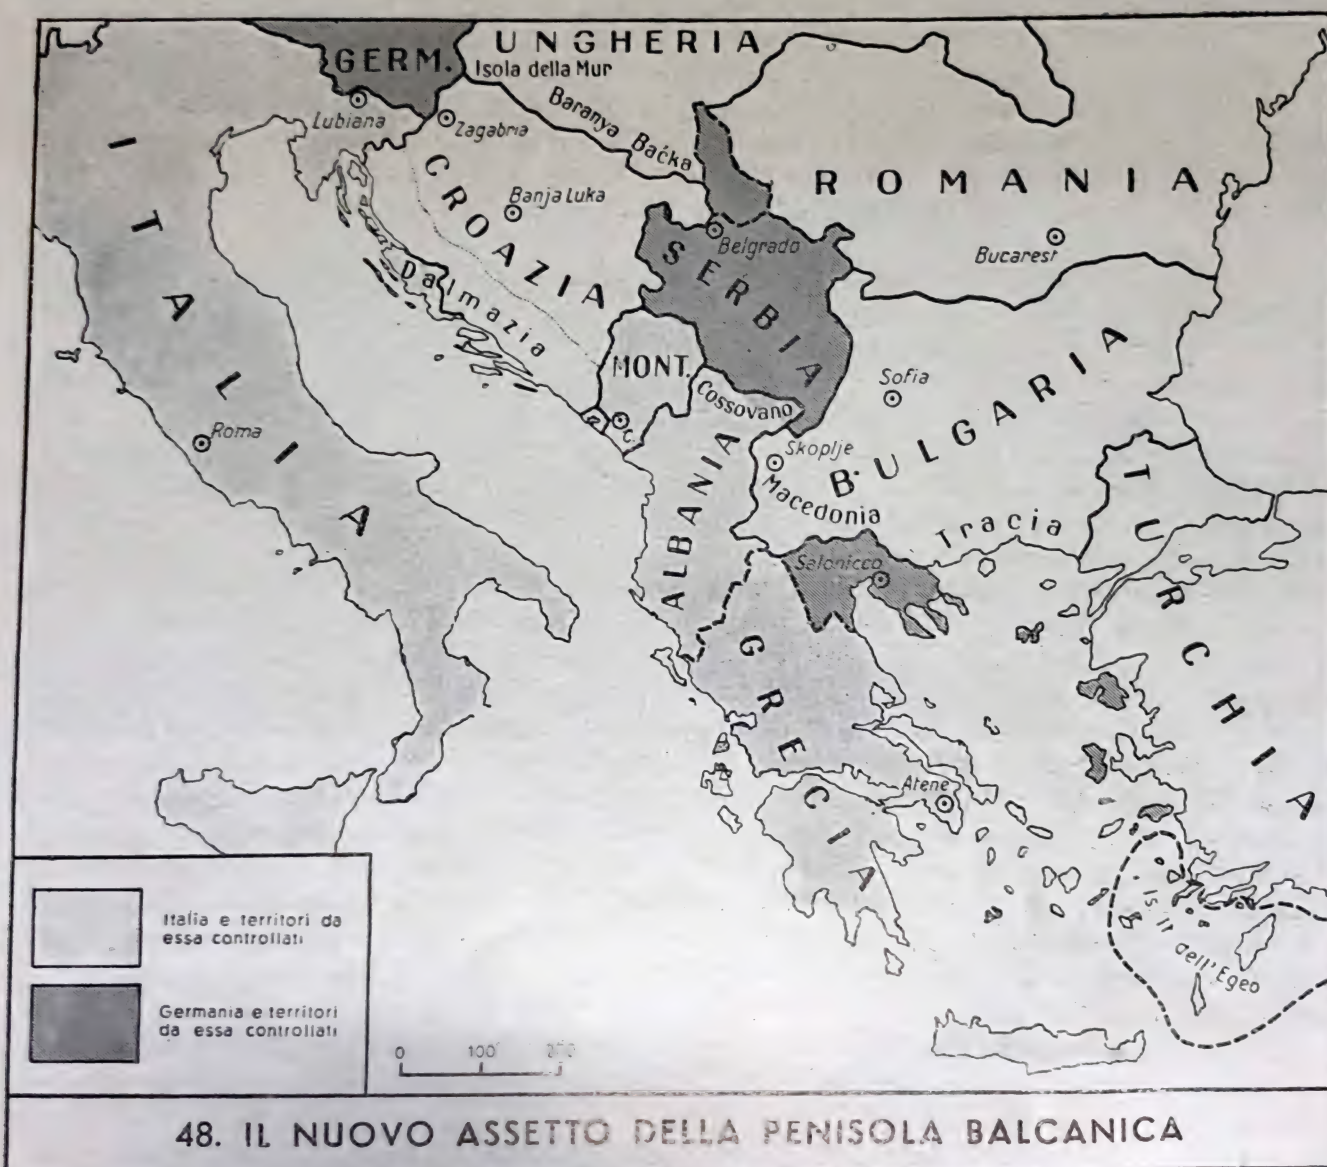 GERM.
UNGHERIA
Isola della Mur
Baranya
Baćka
Lubiana
Zagabria
ITALIA
CROAZIA
Banja Luka
ROMANIA
Bucarest
Belgrado
SERBIA
Dalmazia
MONT.
Cossovano
C.
Sofia
BULGARIA
Roma
ALBANIA
Skoplje
Macedonia
Tracia
TURCHIA
Salonicco
GRECIA
Atene
Is. It. dell'Egeo
Italia e territori da
essa controllati
Germania e territori
da essa controllati
0 100 200
48. IL NUOVO ASSETTO DELLA PENISOLA BALCANICA